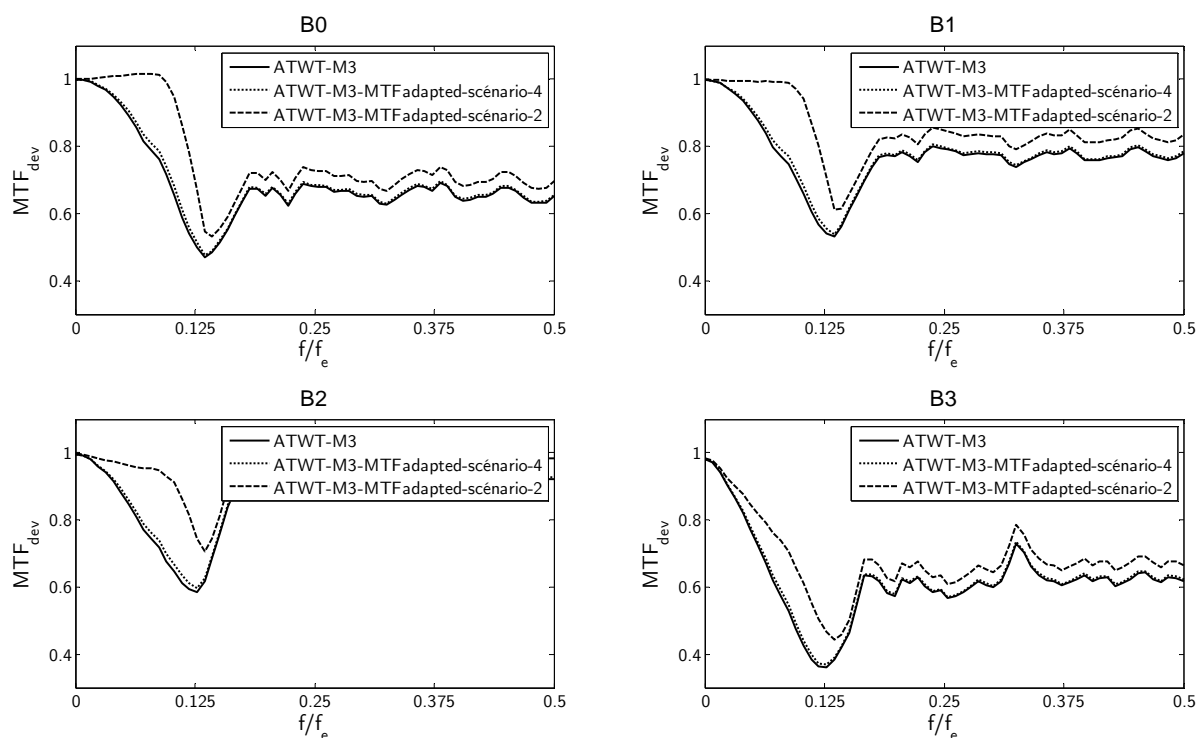 B0
1
0.8
0.6
0.4
MTF_dev
ATWT-M3
ATWT-M3-MTFadapted-scénario-4
ATWT-M3-MTFadapted-scénario-2
0 0.125 0.25 0.375 0.5
f/f_e
B1
1
0.8
0.6
0.4
MTF_dev
ATWT-M3
ATWT-M3-MTFadapted-scénario-4
ATWT-M3-MTFadapted-scénario-2
0 0.125 0.25 0.375 0.5
f/f_e
B2
1
0.8
0.6
0.4
MTF_dev
ATWT-M3
ATWT-M3-MTFadapted-scénario-4
ATWT-M3-MTFadapted-scénario-2
0 0.125 0.25 0.375 0.5
f/f_e
B3
1
0.8
0.6
0.4
MTF_dev
ATWT-M3
ATWT-M3-MTFadapted-scénario-4
ATWT-M3-MTFadapted-scénario-2
0 0.125 0.25 0.375 0.5
f/f_e